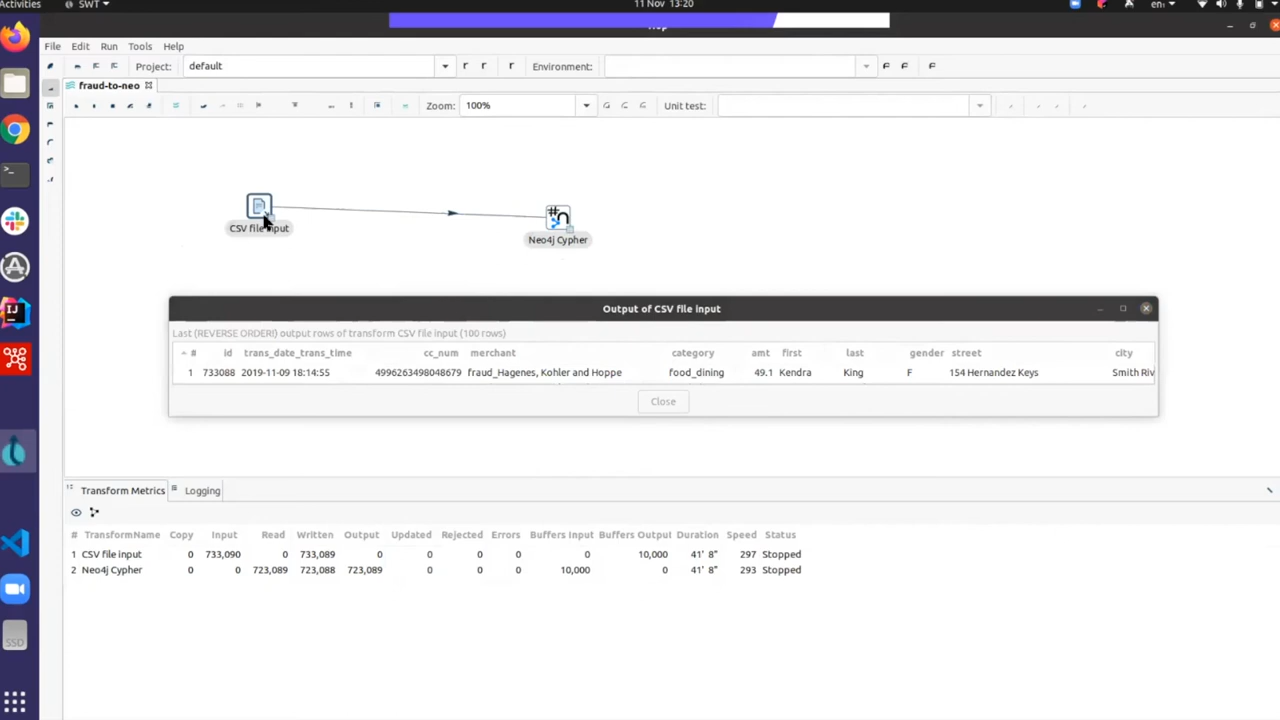 Activities SWT 11 Nov 13:20 en
File Edit Run Tools Help
Project: default Environment:
fraud-to-neo
Zoom: 100% Unit test:
CSV file input
Neo4j Cypher
Output of CSV file input
Last (REVERSE ORDER!) output rows of transform CSV file input (100 rows)
# id trans_date_trans_time cc_num merchant category amt first last gender street city
1 733088 2019-11-09 18:14:55 4996263498048679 fraud_Hagenes, Kohler and Hoppe food_dining 49.1 Kendra King F 154 Hernandez Keys Smith Riv
Close
Transform Metrics Logging
# TransformName Copy Input Read Written Output Updated Rejected Errors Buffers Input Buffers Output Duration Speed Status
1 CSV file input 0 733,090 0 733,089 0 0 0 0 0 10,000 41' 8" 297 Stopped
2 Neo4j Cypher 0 0 723,089 723,088 723,089 0 0 0 10,000 0 41' 8" 293 Stopped
SSD